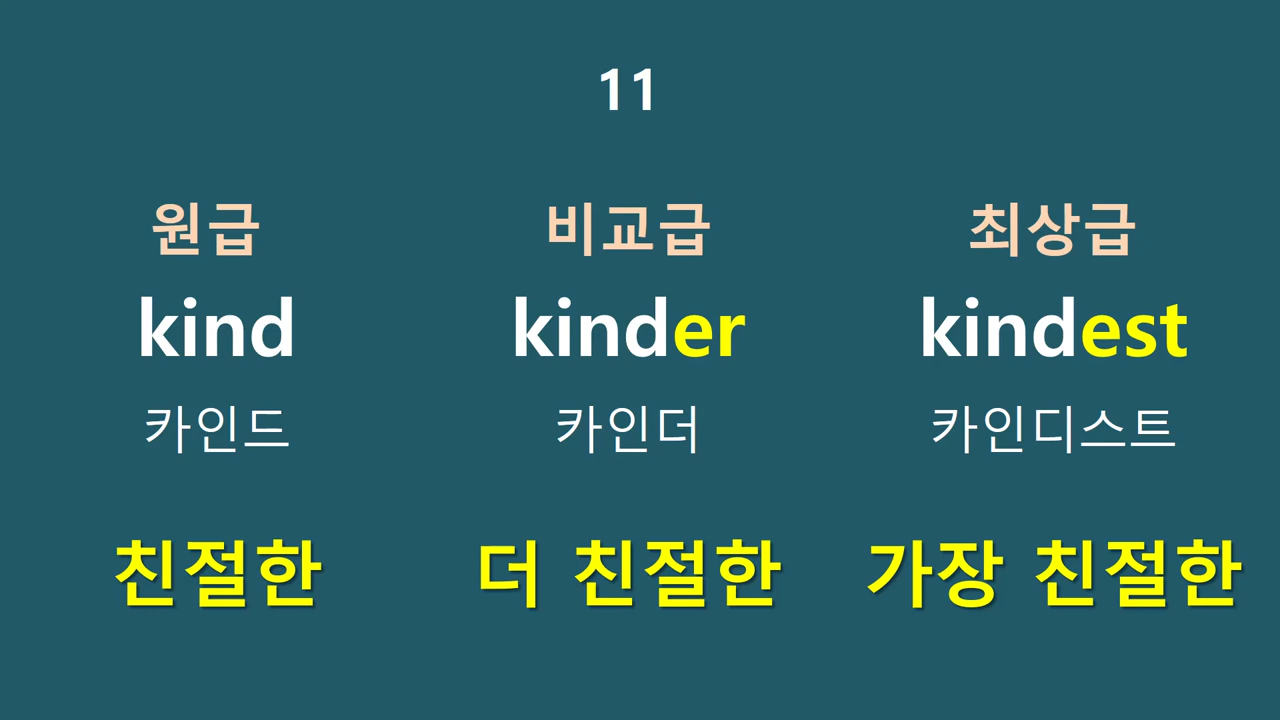 11
원급 비교급 최상급
kind kinder kindest
카인드 카인더 카인디스트
친절한 더 친절한 가장 친절한